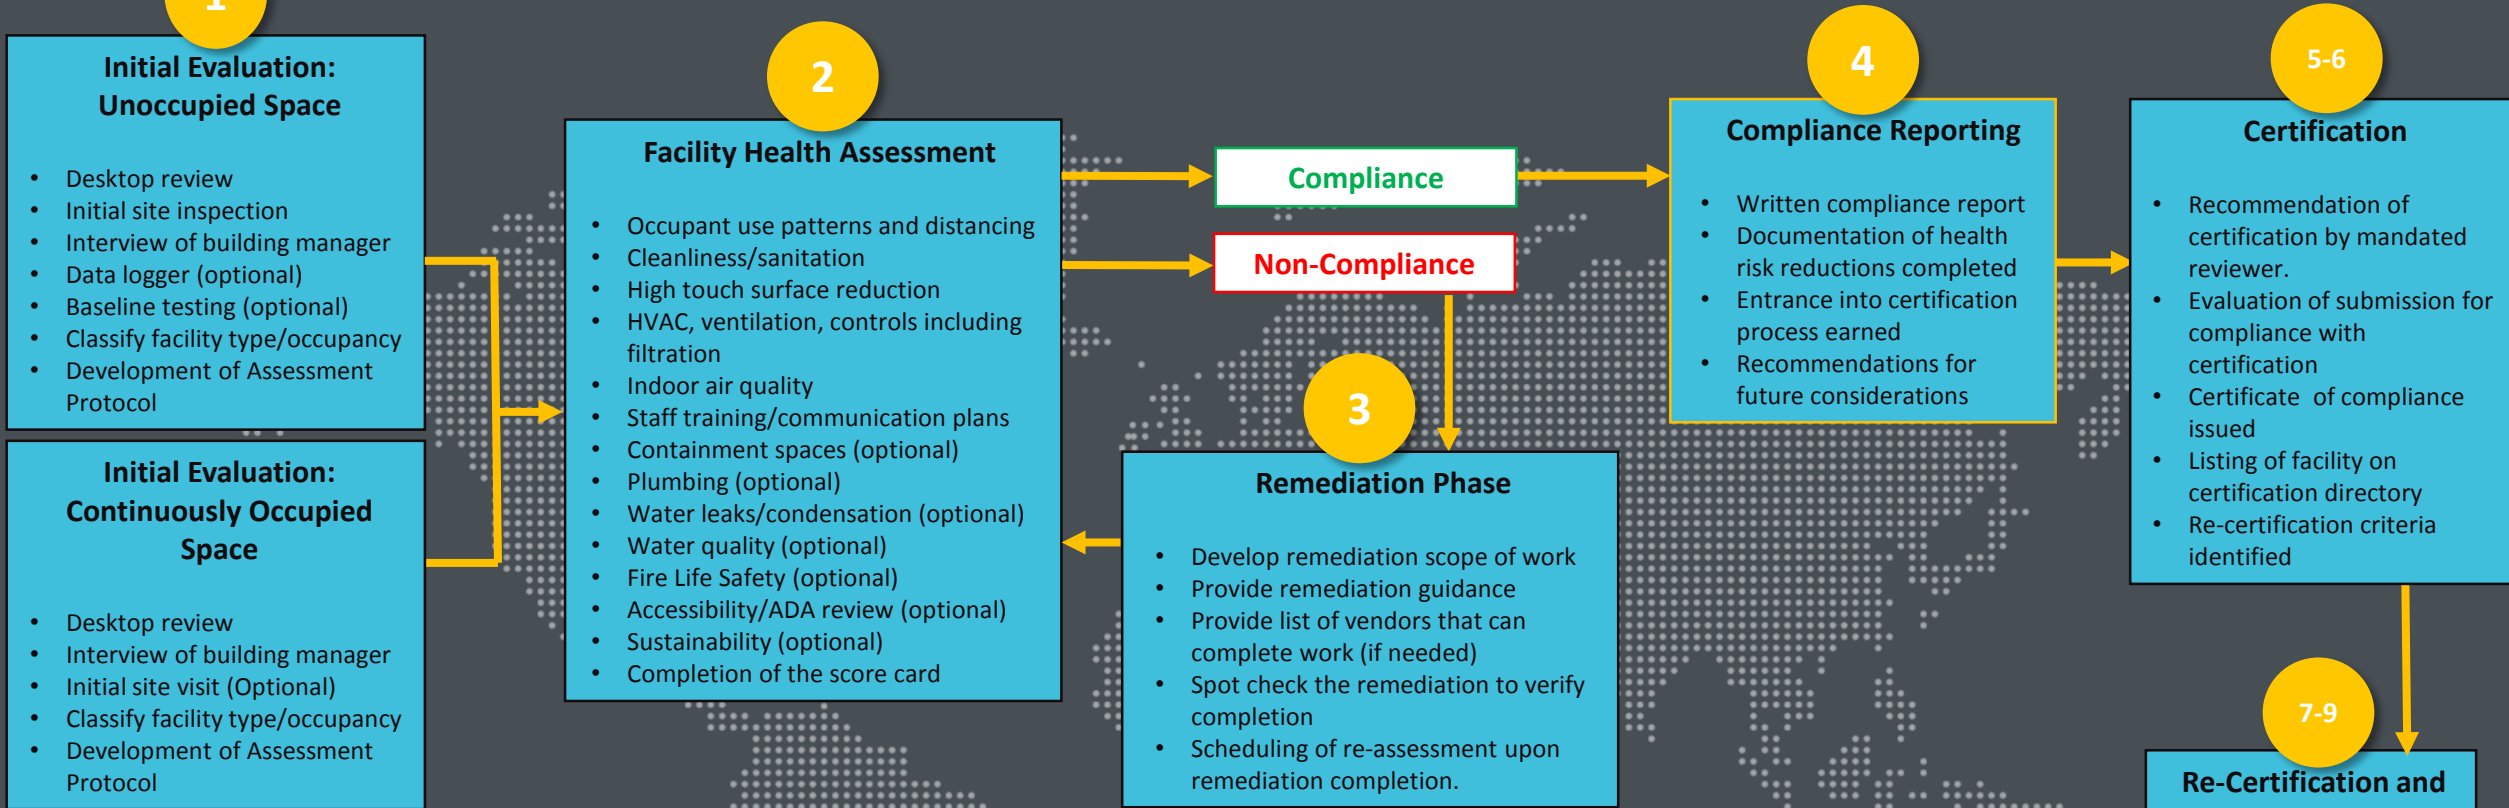 1
Initial Evaluation:
Unoccupied Space
• Desktop review
• Initial site inspection
• Interview of building manager
• Data logger (optional)
• Baseline testing (optional)
• Classify facility type/occupancy
• Development of Assessment
Protocol
Initial Evaluation:
Continuously Occupied
Space
• Desktop review
• Interview of building manager
• Initial site visit (Optional)
• Classify facility type/occupancy
• Development of Assessment
Protocol
2
Facility Health Assessment
• Occupant use patterns and distancing
• Cleanliness/sanitation
• High touch surface reduction
• HVAC, ventilation, controls including
filtration
• Indoor air quality
• Staff training/communication plans
• Containment spaces (optional)
• Plumbing (optional)
• Water leaks/condensation (optional)
• Water quality (optional)
• Fire Life Safety (optional)
• Accessibility/ADA review (optional)
• Sustainability (optional)
• Completion of the score card
Compliance
Non-Compliance
3
Remediation Phase
• Develop remediation scope of work
• Provide remediation guidance
• Provide list of vendors that can
complete work (if needed)
• Spot check the remediation to verify
completion
• Scheduling of re-assessment upon
remediation completion.
4
Compliance Reporting
• Written compliance report
• Documentation of health
risk reductions completed
• Entrance into certification
process earned
• Recommendations for
future considerations
5-6
Certification
• Recommendation of
certification by mandated
reviewer.
• Evaluation of submission for
compliance with
certification
• Certificate of compliance
issued
• Listing of facility on
certification directory
• Re-certification criteria
identified
7-9
Re-Certification and